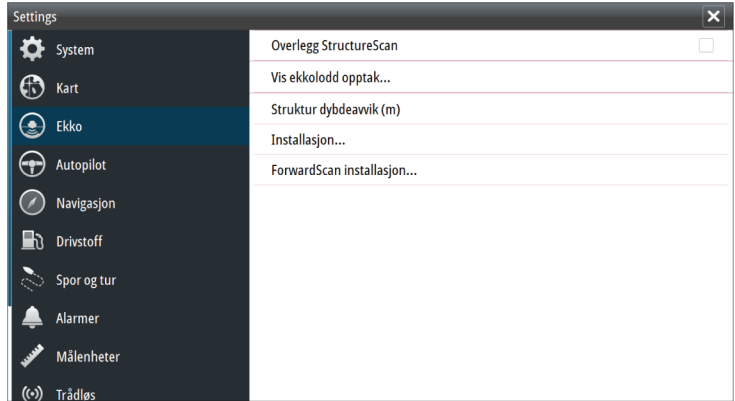 Settings
System
Kart
Ekko
Autopilot
Navigasjon
Drivstoff
Spor og tur
Alarmer
Målenheter
Trådløs
Overlegg StructureScan
Vis ekkolodd opptak...
Struktur dybdeavvik (m)
Installasjon...
ForwardScan installasjon...